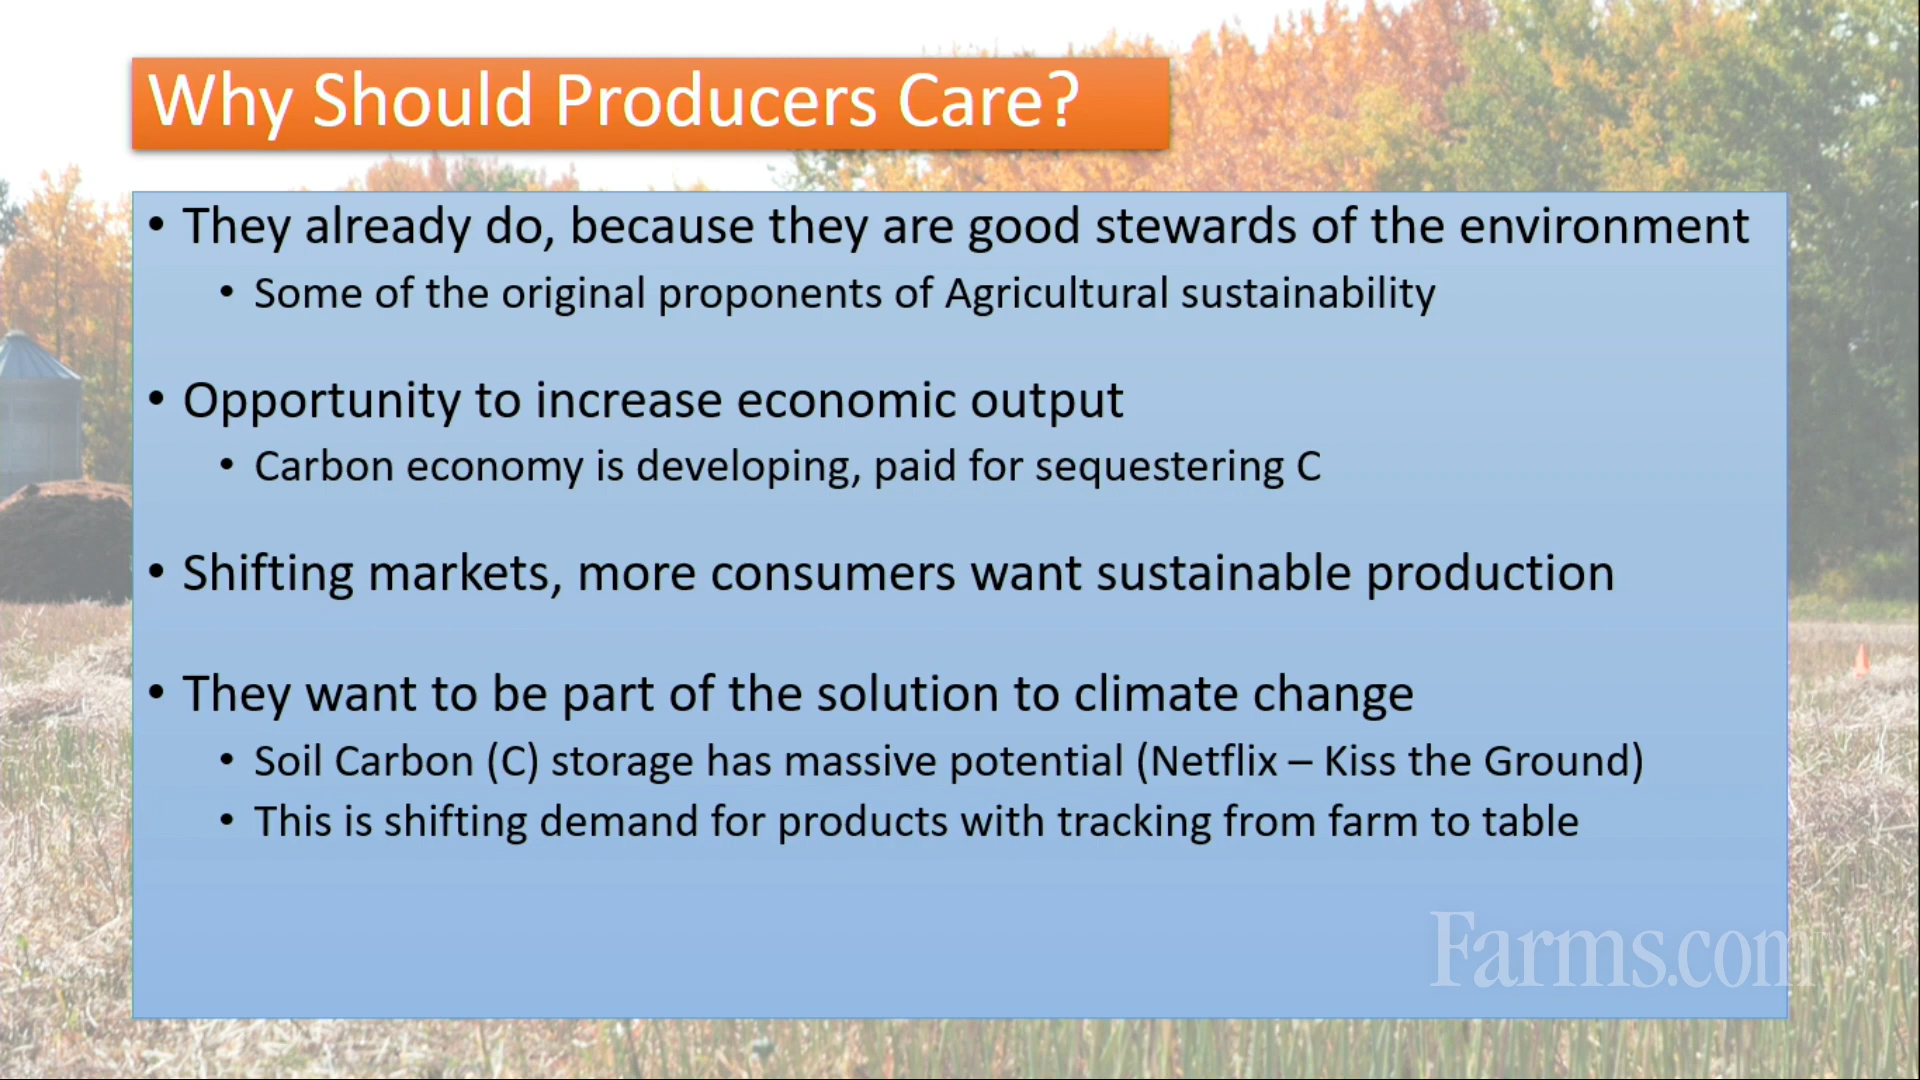 Why Should Producers Care?
• They already do, because they are good stewards of the environment
• Some of the original proponents of Agricultural sustainability
• Opportunity to increase economic output
• Carbon economy is developing, paid for sequestering C
• Shifting markets, more consumers want sustainable production
• They want to be part of the solution to climate change
• Soil Carbon (C) storage has massive potential (Netflix – Kiss the Ground)
• This is shifting demand for products with tracking from farm to table
Farms.com